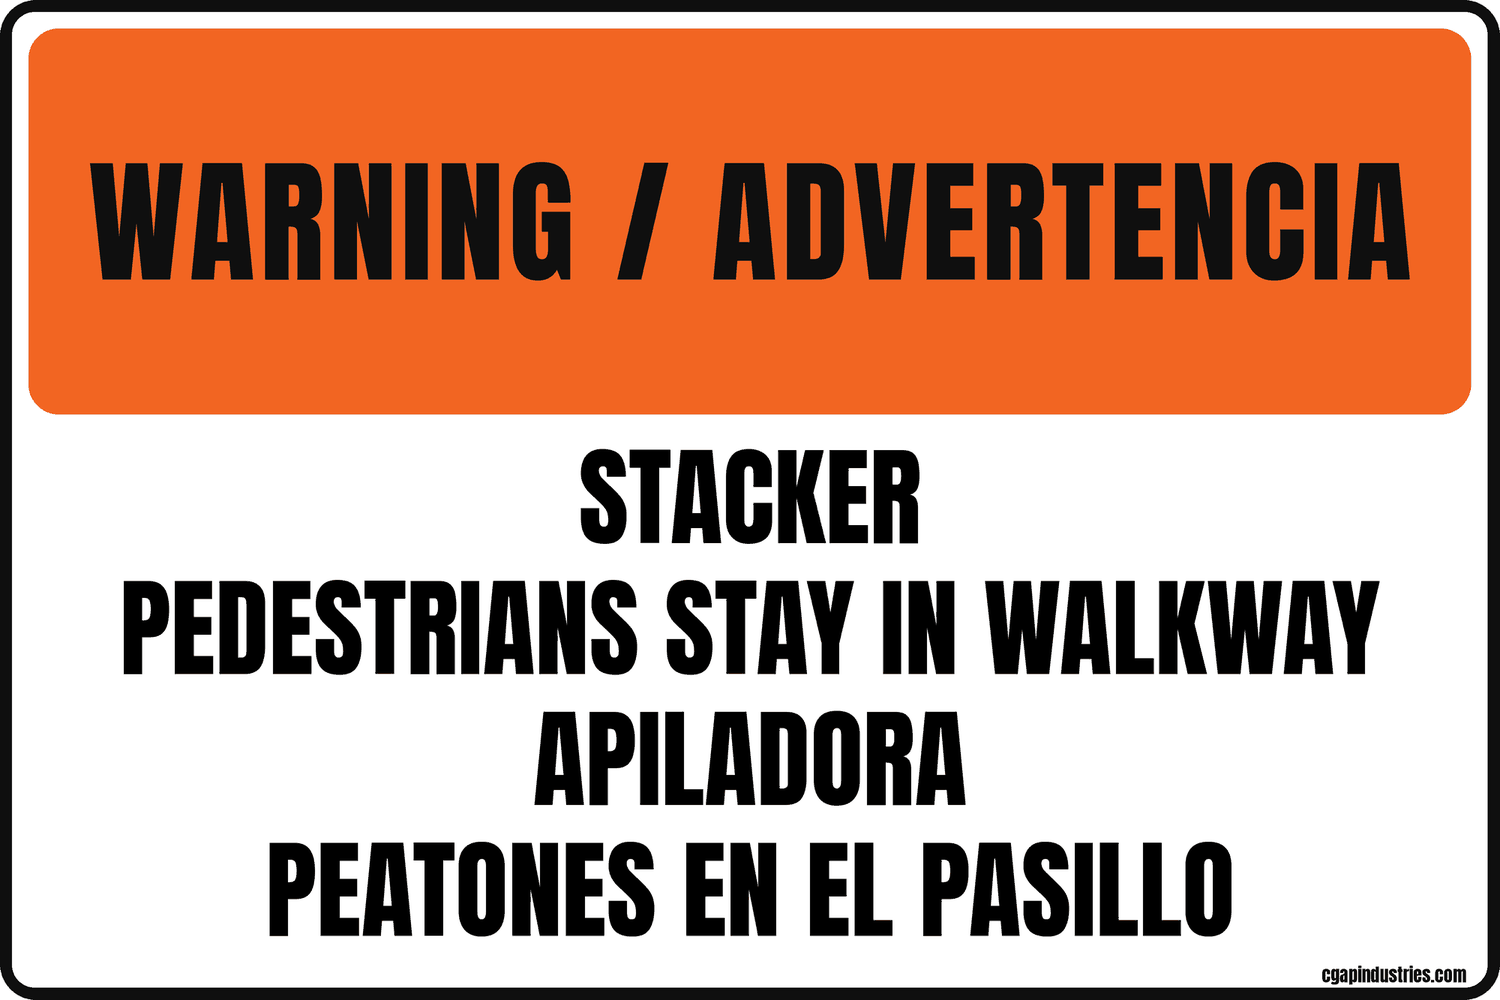 WARNING / ADVERTENCIA
STACKER
PEDESTRIANS STAY IN WALKWAY
APILADORA
PEATONES EN EL PASILLO
cgapindustries.com